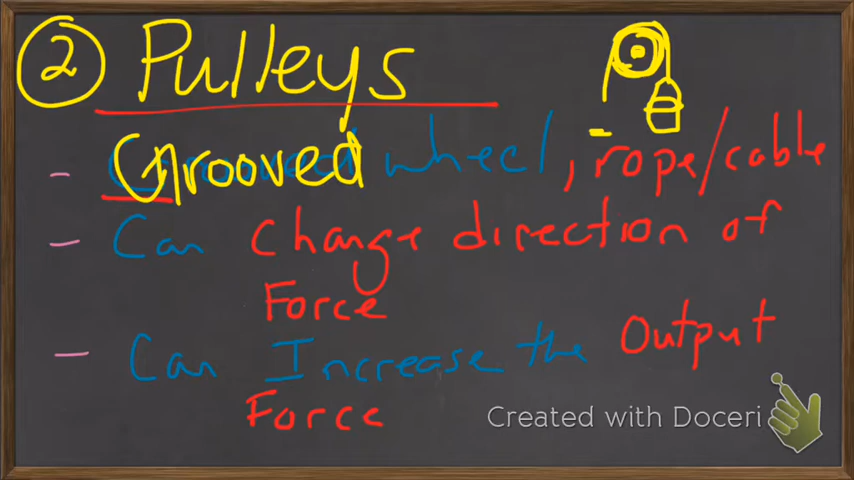 ② Pulleys
- Grooved wheel, rope/cable
- Can change direction of
Force
- Can Increase the Output
Force
Created with Doceri